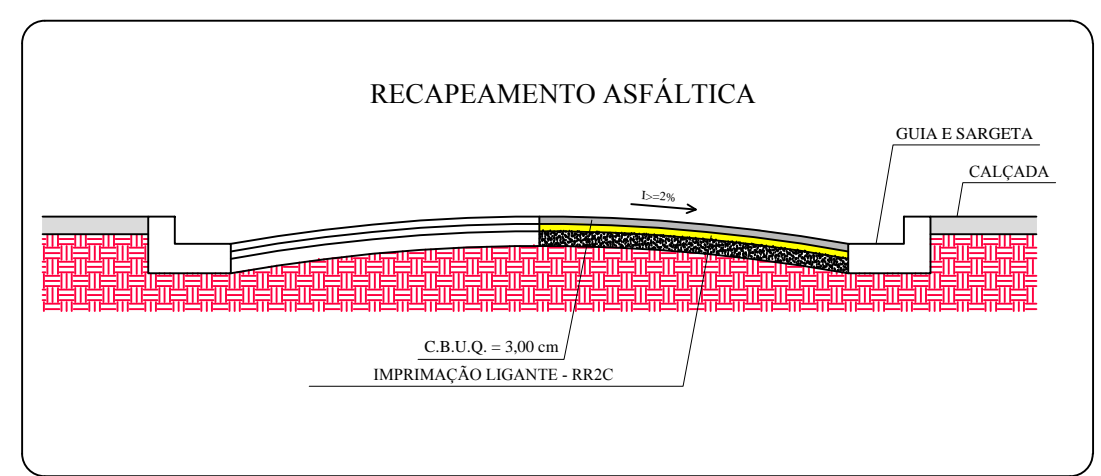 RECAPEAMENTO ASFÁLTICA
GUIA E SARGETA
CALÇADA
I>=2%
C.B.U.Q. = 3,00 cm
IMPRIMAÇÃO LIGANTE - RR2C